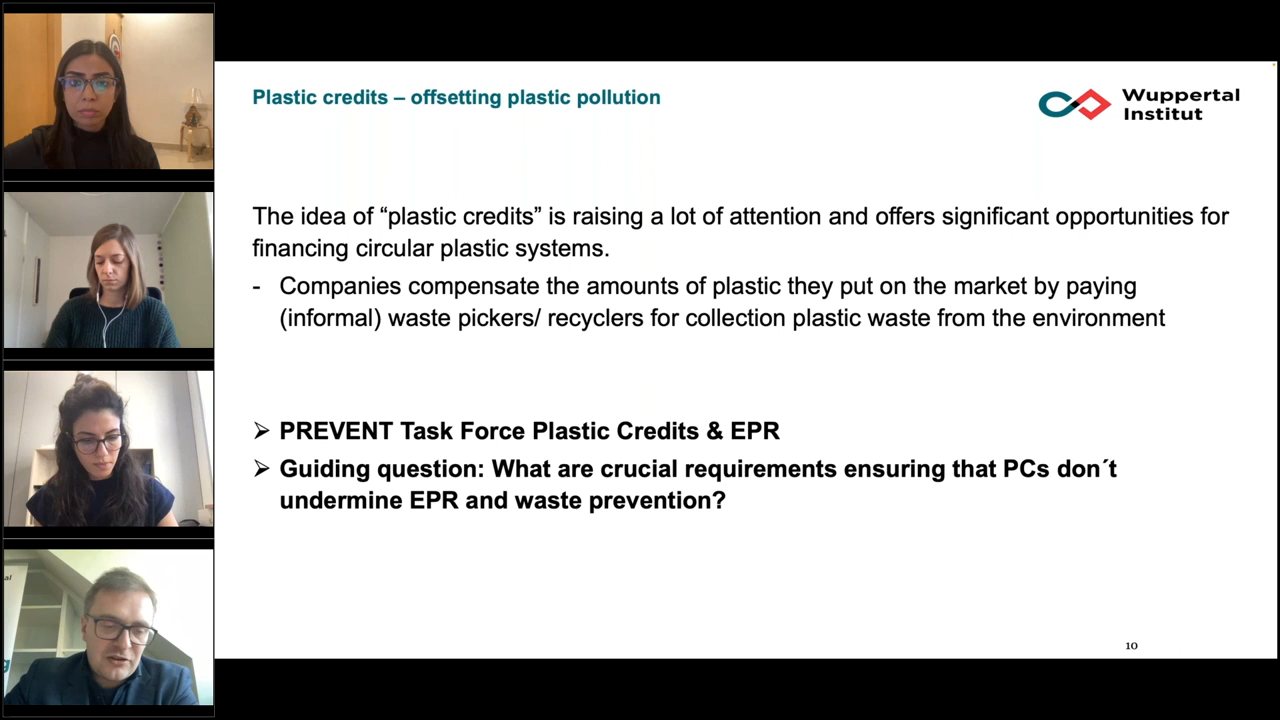 Plastic credits – offsetting plastic pollution
Wuppertal
Institut
The idea of “plastic credits” is raising a lot of attention and offers significant opportunities for
financing circular plastic systems.
- Companies compensate the amounts of plastic they put on the market by paying
(informal) waste pickers/ recyclers for collection plastic waste from the environment
➢ PREVENT Task Force Plastic Credits & EPR
➢ Guiding question: What are crucial requirements ensuring that PCs don´t
undermine EPR and waste prevention?
10